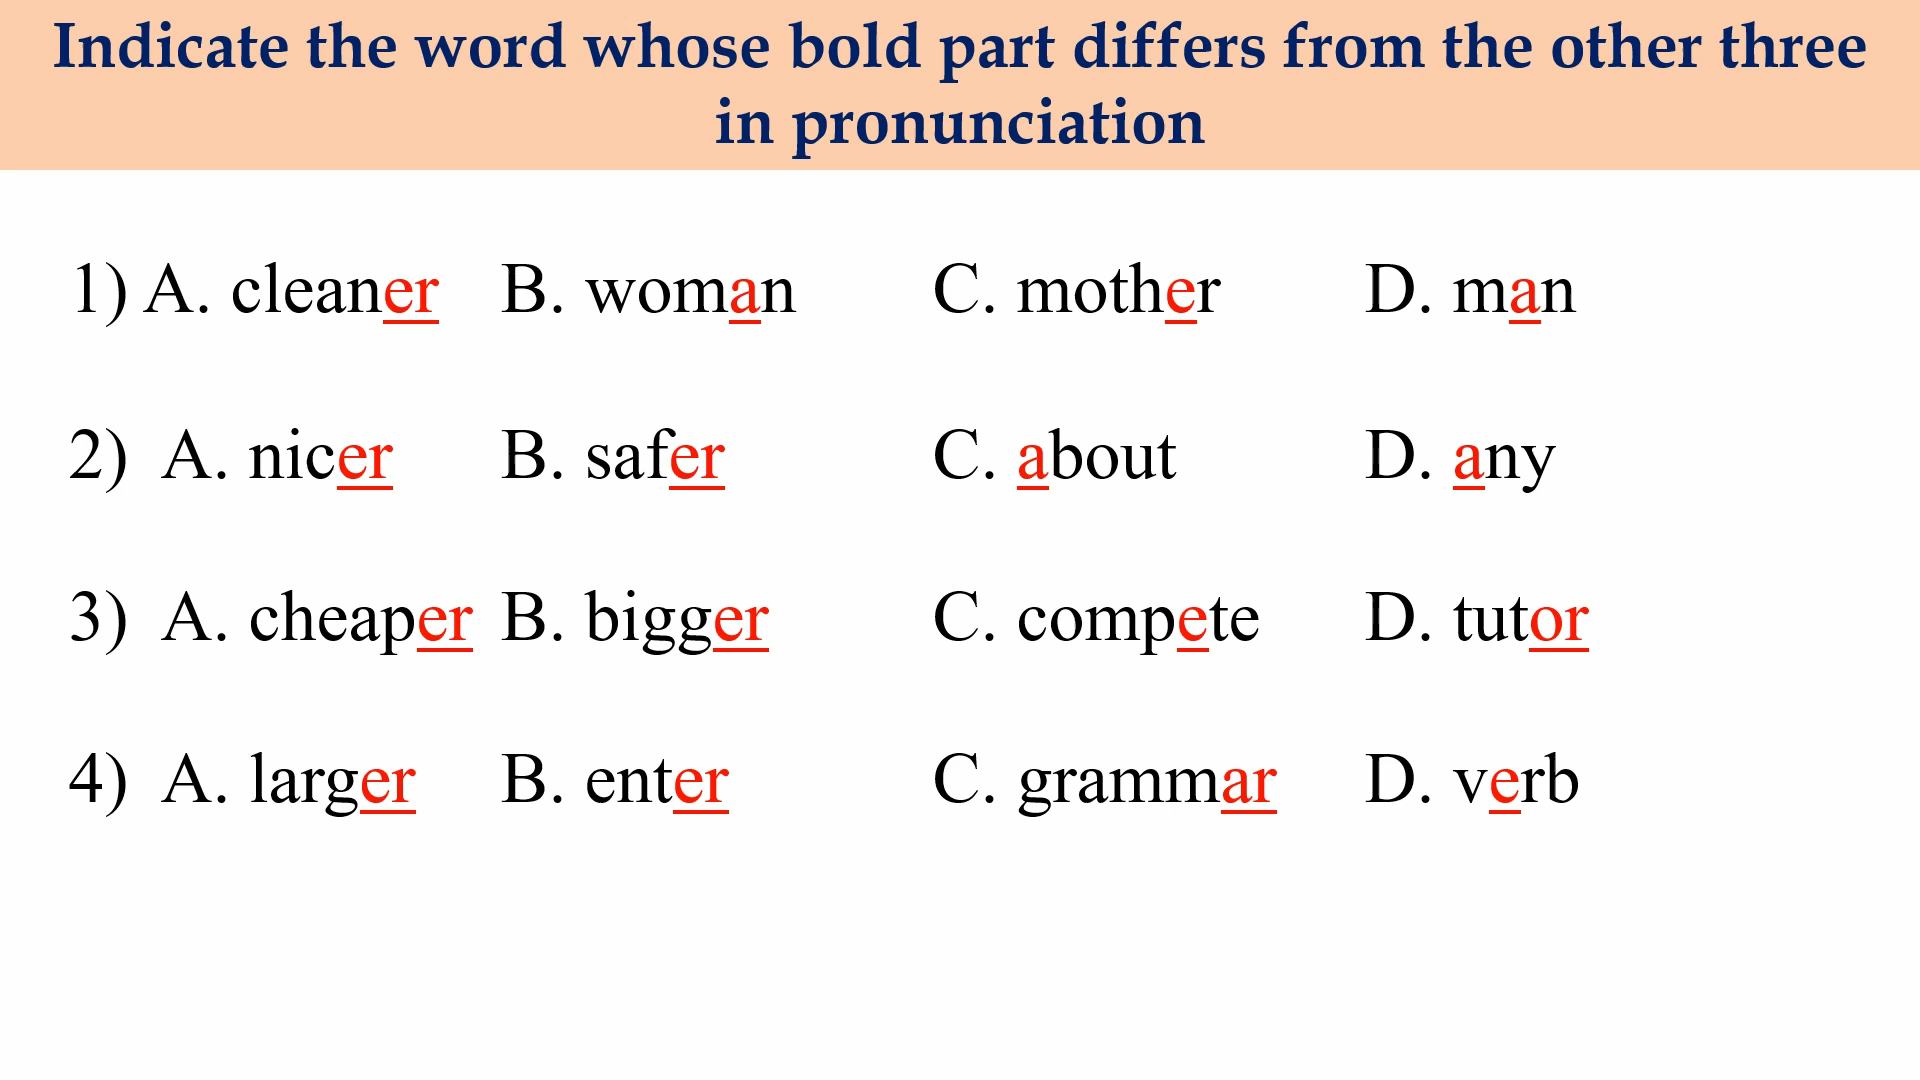 Indicate the word whose bold part differs from the other three
in pronunciation
1) A. cleaner B. woman C. mother D. man
2) A. nicer B. safer C. about D. any
3) A. cheaper B. bigger C. compete D. tutor
4) A. larger B. enter C. grammar D. verb